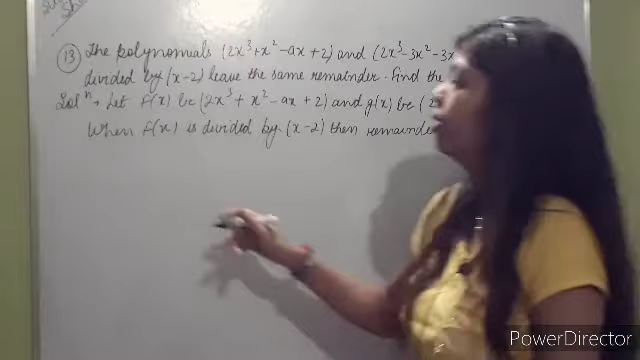 (13) The polynomials (2x³+x²-ax+2) and (2x³-3x²-3x
divided by (x-2) leave the same remainder. Find the
Solⁿ → Let f(x) be (2x³+x²-ax+2) and g(x) be (2
When f(x) is divided by (x-2) then remainder
PowerDirector